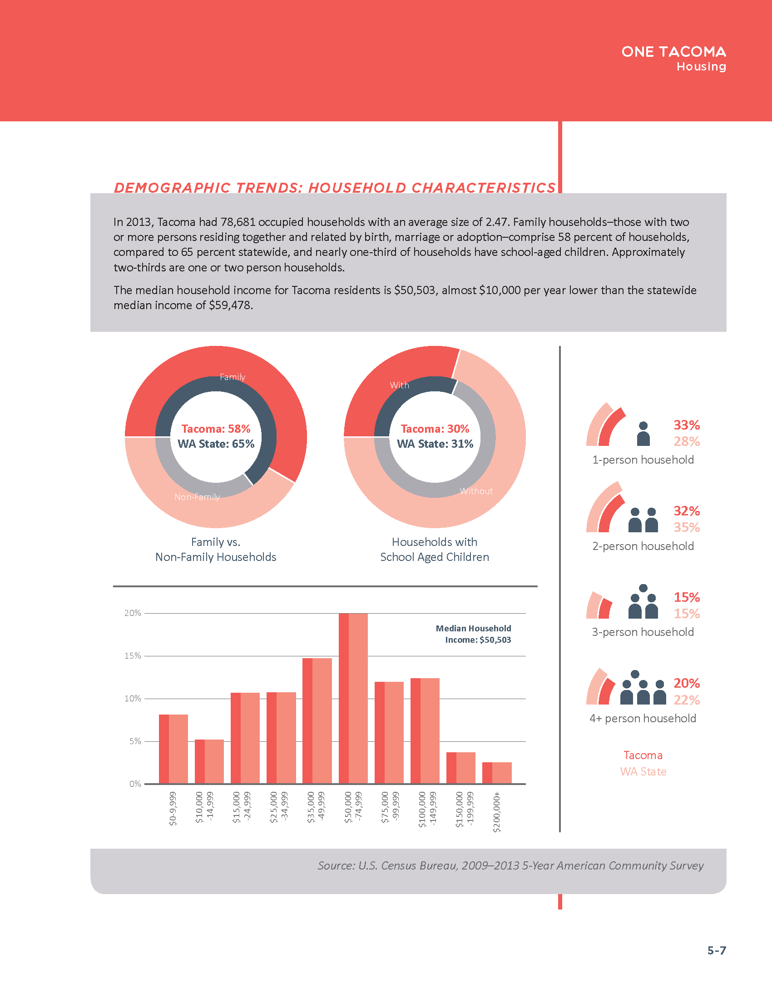 ONE TACOMA
Housing
DEMOGRAPHIC TRENDS: HOUSEHOLD CHARACTERISTICS
In 2013, Tacoma had 78,681 occupied households with an average size of 2.47. Family households–those with two
or more persons residing together and related by birth, marriage or adoption–comprise 58 percent of households,
compared to 65 percent statewide, and nearly one-third of households have school-aged children. Approximately
two-thirds are one or two person households.
The median household income for Tacoma residents is $50,503, almost $10,000 per year lower than the statewide
median income of $59,478.
Family
Tacoma: 58%
WA State: 65%
Non-Family
Family vs.
Non-Family Households
With
Tacoma: 30%
WA State: 31%
Without
Households with
School Aged Children
33%
28%
1-person household
32%
35%
2-person household
15%
15%
3-person household
20%
22%
4+ person household
Tacoma
WA State
20%
15%
10%
5%
0%
Median Household
Income: $50,503
$0-9,999
$10,000
-14,999
$15,000
-24,999
$25,000
-34,999
$35,000
-49,999
$50,000
-74,999
$75,000
-99,999
$100,000
-149,999
$150,000
-199,999
$200,000+
Source: U.S. Census Bureau, 2009–2013 5-Year American Community Survey
5-7